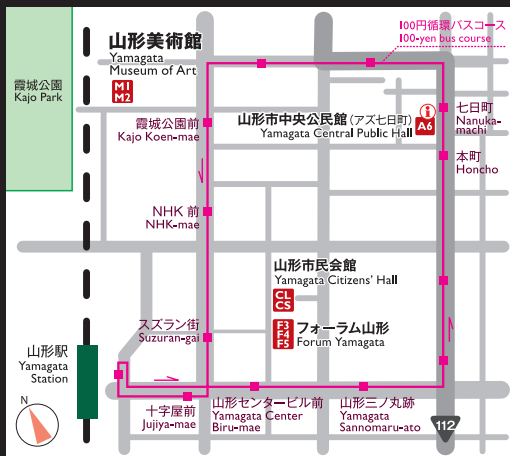 100円循環バスコース
100-yen bus course
山形美術館
Yamagata
Museum of Art
M1
M2
霞城公園
Kajo Park
霞城公園前
Kajo Koen-mae
山形市中央公民館(アズ七日町)
Yamagata Central Public Hall
i
A6
七日町
Nanuka-
machi
本町
Honcho
NHK 前
NHK-mae
山形市民会館
Yamagata Citizens' Hall
CL
CS
F3
F4
F5
フォーラム山形
Forum Yamagata
スズラン街
Suzuran-gai
山形駅
Yamagata
Station
N
十字屋前
Jujiya-mae
山形センタービル前
Yamagata Center
Biru-mae
山形三ノ丸跡
Yamagata
Sannomaru-ato
112